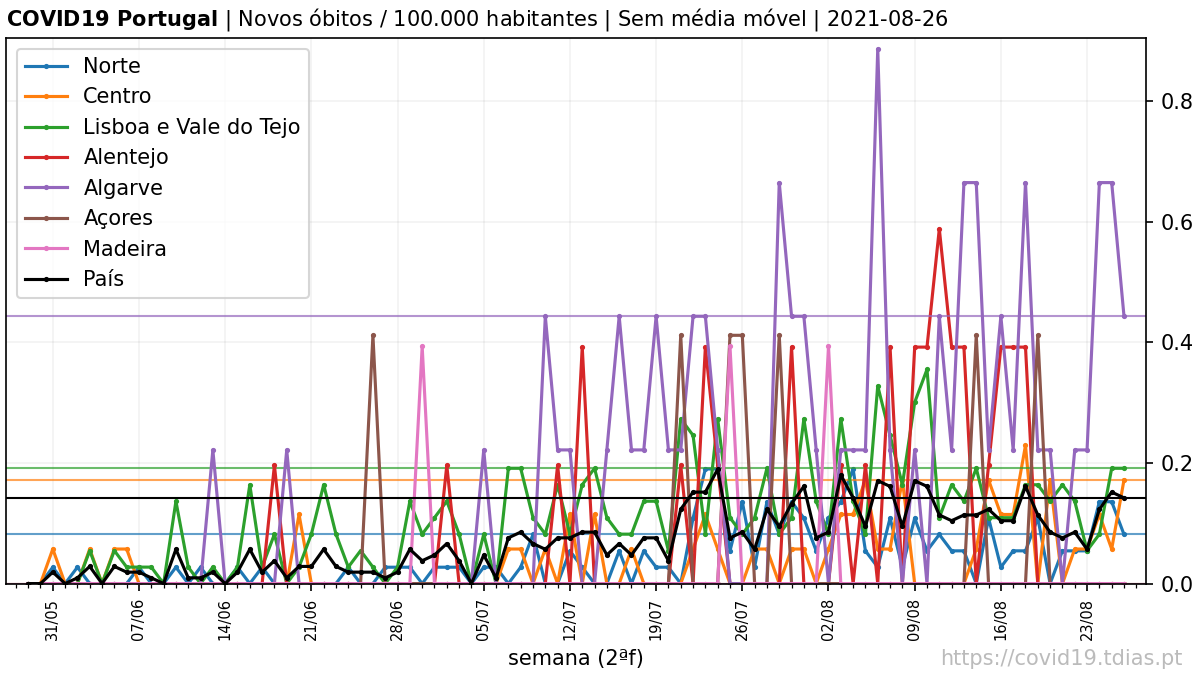 COVID19 Portugal | Novos óbitos / 100.000 habitantes | Sem média móvel | 2021-08-26
Norte
Centro
Lisboa e Vale do Tejo
Alentejo
Algarve
Açores
Madeira
País
0.8
0.6
0.4
0.2
0.0
31/05
07/06
14/06
21/06
28/06
05/07
12/07
19/07
26/07
02/08
09/08
16/08
23/08
semana (2ªf)
https://covid19.tdias.pt